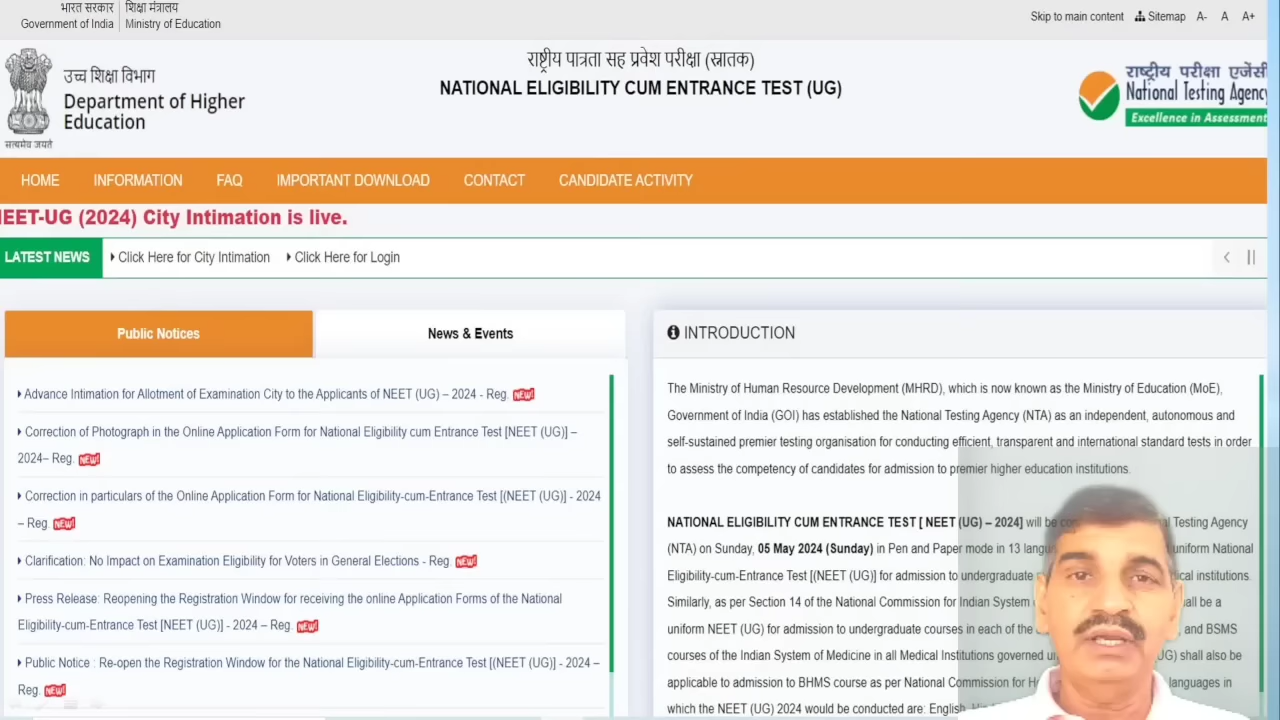 भारत सरकार
Government of India
शिक्षा मंत्रालय
Ministry of Education
Skip to main content
Sitemap
A-
A
A+
सत्यमेव जयते
उच्च शिक्षा विभाग
Department of Higher
Education
राष्ट्रीय पात्रता सह प्रवेश परीक्षा (स्नातक)
NATIONAL ELIGIBILITY CUM ENTRANCE TEST (UG)
राष्ट्रीय परीक्षा एजेंसी
National Testing Agency
Excellence in Assessment
HOME INFORMATION FAQ IMPORTANT DOWNLOAD CONTACT CANDIDATE ACTIVITY
NEET-UG (2024) City Intimation is live.
LATEST NEWS
Click Here for City Intimation
Click Here for Login
Public Notices
News & Events
Advance Intimation for Allotment of Examination City to the Applicants of NEET (UG) – 2024 - Reg. NEW!
Correction of Photograph in the Online Application Form for National Eligibility cum Entrance Test [NEET (UG)] –
2024– Reg. NEW!
Correction in particulars of the Online Application Form for National Eligibility-cum-Entrance Test [(NEET (UG)] - 2024
– Reg. NEW!
Clarification: No Impact on Examination Eligibility for Voters in General Elections - Reg. NEW!
Press Release: Reopening the Registration Window for receiving the online Application Forms of the National
Eligibility-cum-Entrance Test [NEET (UG)] - 2024 – Reg. NEW!
Public Notice : Re-open the Registration Window for the National Eligibility-cum-Entrance Test [(NEET (UG)] - 2024 –
Reg. NEW!
INTRODUCTION
The Ministry of Human Resource Development (MHRD), which is now known as the Ministry of Education (MoE),
Government of India (GOI) has established the National Testing Agency (NTA) as an independent, autonomous and
self-sustained premier testing organisation for conducting efficient, transparent and international standard tests in order
to assess the competency of candidates for admission to premier higher education institutions.
NATIONAL ELIGIBILITY CUM ENTRANCE TEST [ NEET (UG) – 2024] will be Testing Agency
(NTA) on Sunday, 05 May 2024 (Sunday) in Pen and Paper mode in 13 uniform National
Eligibility-cum-Entrance Test [(NEET (UG)] for admission to undergraduate institutions.
Similarly, as per Section 14 of the National Commission for Indian System be a
uniform NEET (UG) for admission to undergraduate courses in each of the and BSMS
courses of the Indian System of Medicine in all Medical Institutions governed shall also be
applicable to admission to BHMS course as per National Commission for languages in
which the NEET (UG) 2024 would be conducted are: English,